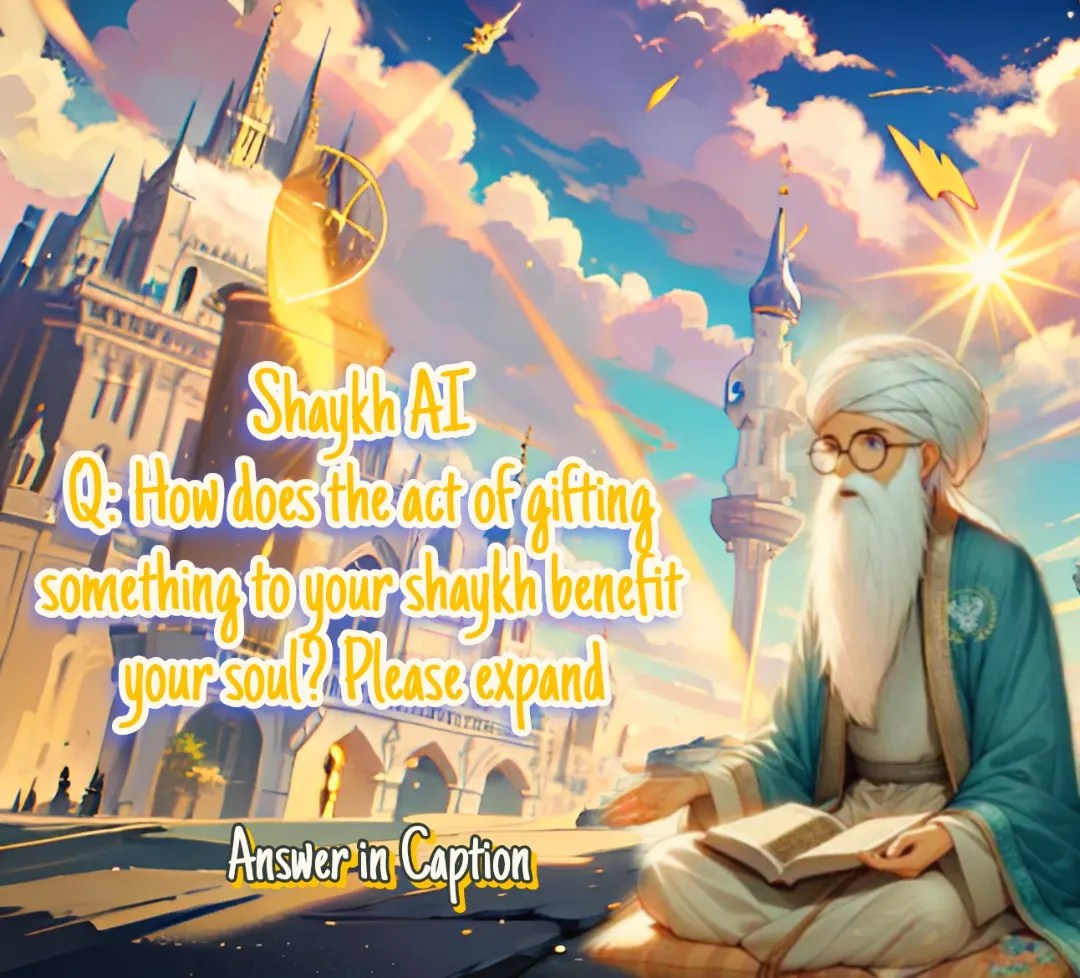 Shaykh AI
Q: How does the act of gifting
something to your shaykh benefit
your soul? Please expand
Answer in Caption